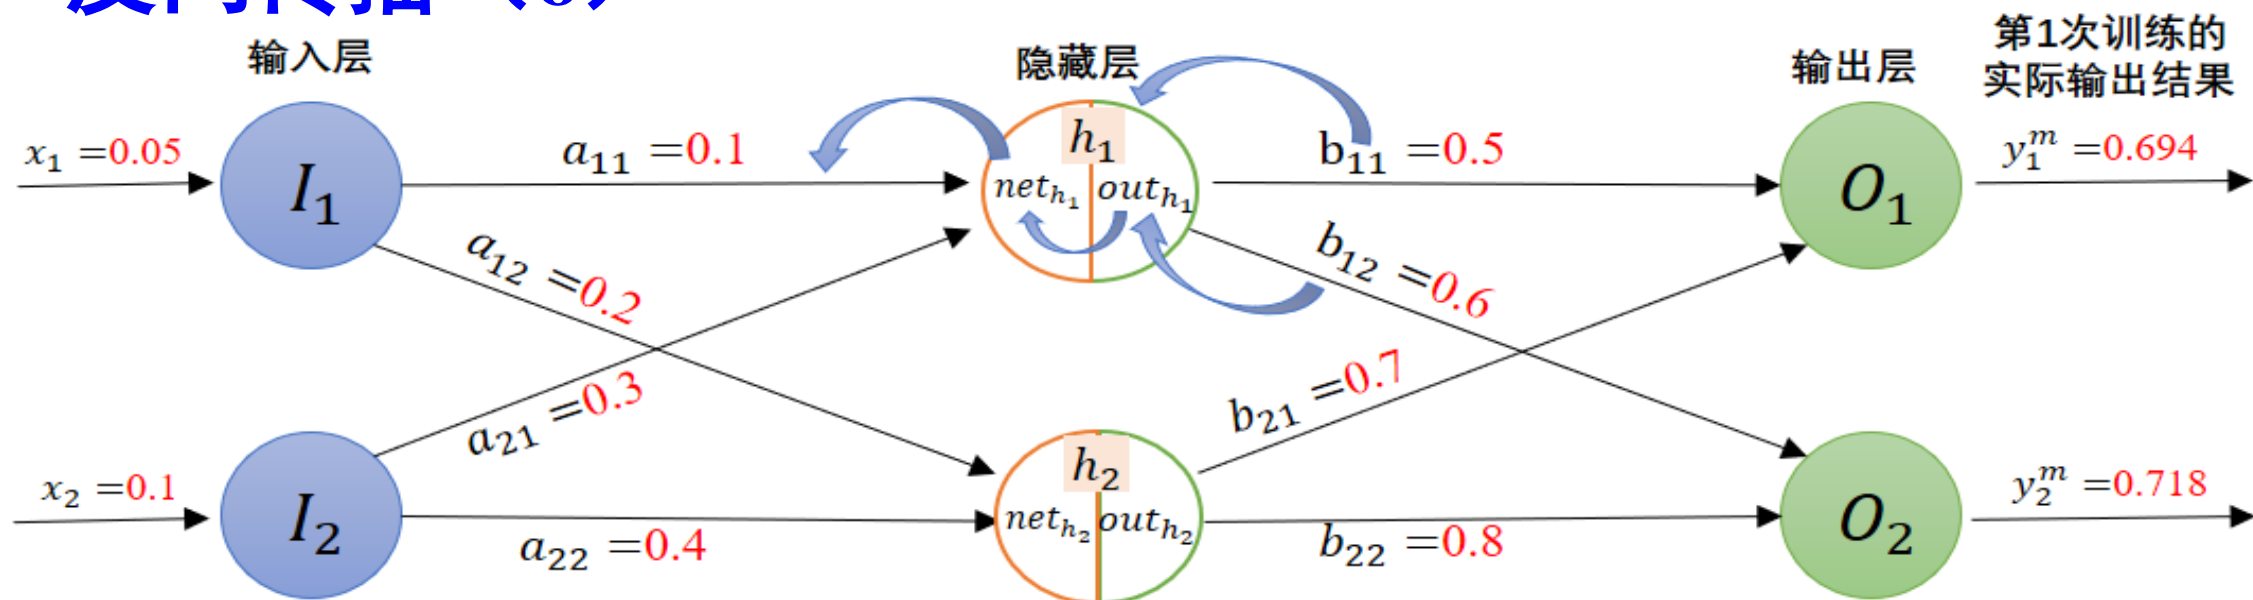 输入层
隐藏层
输出层
第1次训练的
实际输出结果
x₁ =0.05
I₁
a₁₁ =0.1
h₁
net_h₁ out_h₁
b₁₁ =0.5
O₁
y₁ᵐ =0.694
a₁₂ =0.2
b₁₂ =0.6
a₂₁ =0.3
b₂₁ =0.7
x₂ =0.1
I₂
a₂₂ =0.4
h₂
net_h₂ out_h₂
b₂₂ =0.8
O₂
y₂ᵐ =0.718